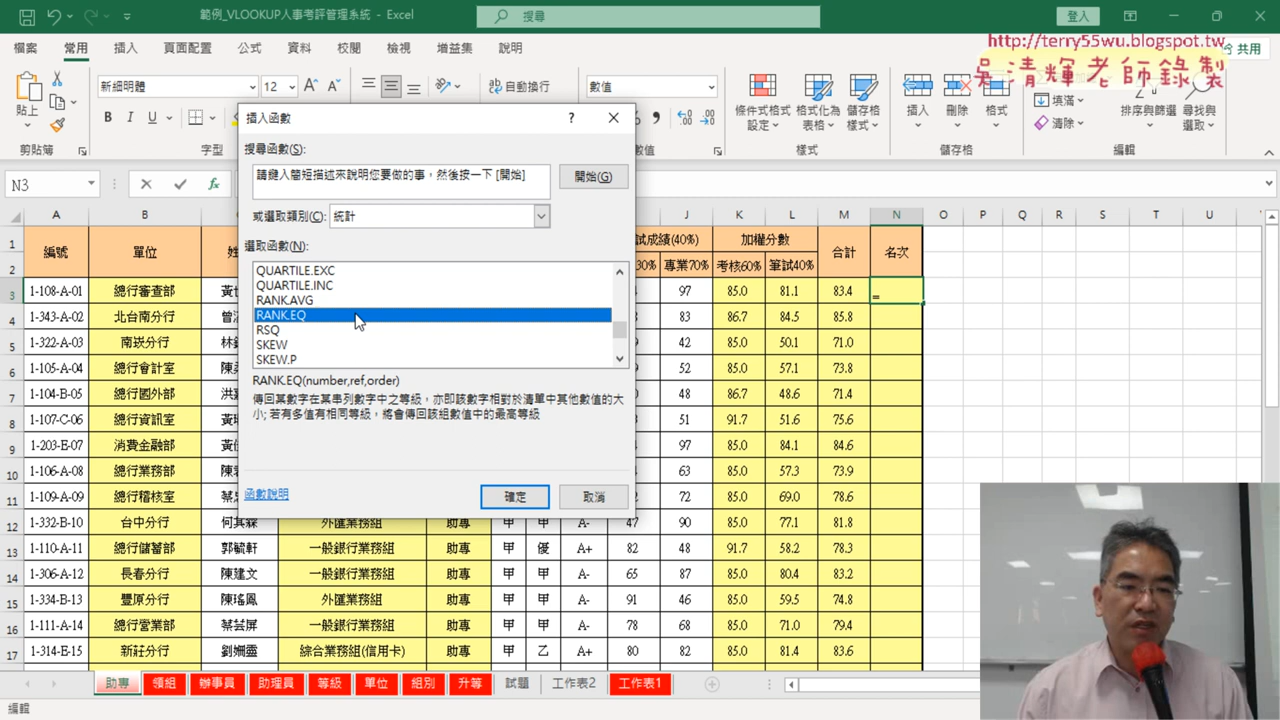 範例_VLOOKUP人事考評管理系統 - Excel
搜尋
登入
檔案 常用 插入 頁面配置 公式 資料 校閱 檢視 增益集 說明
http://terry55wu.blogspot.tw
吳清輝老師錄製
共用
貼上
新細明體 12
自動換行
數值
條件式格式設定
格式化為表格
儲存格樣式
插入
刪除
格式
填滿
清除
排序與篩選
尋找與選取
剪貼簿 字型 數值 樣式 儲存格 編輯
N3
插入函數
搜尋函數(S):
請鍵入簡短描述來說明您要做的事，然後按一下 [開始]
開始(G)
或選取類別(C): 統計
選取函數(N):
QUARTILE.EXC
QUARTILE.INC
RANK.AVG
RANK.EQ
RSQ
SKEW
SKEW.P
RANK.EQ(number,ref,order)
傳回某數字在某串列數字中之等級，亦即該數字相對於清單中其他數值的大
小; 若有多值有相同等級，將會傳回該組數值中的最高等級
函數說明
確定
取消
A B J K L M N O P Q R S T U
1 編號 單位 試成績(40%) 加權分數 合計 名次
2 30% 專業70% 考核60% 筆試40%
3 1-108-A-01 總行審查部 97 85.0 81.1 83.4 =
4 1-343-A-02 北台南分行 83 86.7 84.5 85.8
5 1-322-A-03 南崁分行 42 85.0 50.1 71.0
6 1-105-A-04 總行會計室 52 85.0 57.1 73.8
7 1-104-B-05 總行國外部 48 86.7 48.6 71.4
8 1-107-C-06 總行資訊室 51 91.7 51.6 75.6
9 1-203-E-07 消費金融部 97 85.0 84.1 84.6
10 1-106-A-08 總行業務部 63 85.0 57.3 73.9
11 1-109-A-09 總行稽核室 72 85.0 69.0 78.6
12 1-332-B-10 台中分行 何其霖 外匯業務組 助專 甲 甲 A- 47 90 85.0 77.1 81.8
13 1-110-A-11 總行儲蓄部 郭毓軒 一般銀行業務組 助專 甲 優 A+ 82 48 91.7 58.2 78.3
14 1-306-A-12 長春分行 陳建文 一般銀行業務組 助專 甲 甲 A- 65 87 85.0 80.4 83.2
15 1-334-B-13 豐原分行 陳瑤鳳 外匯業務組 助專 甲 甲 A- 91 46 85.0 59.5 74.8
16 1-111-A-14 總行營業部 蔡芸屏 一般銀行業務組 助專 甲 甲 A- 78 68 85.0 71.0 79.4
17 1-314-E-15 新莊分行 劉姍靈 綜合業務組(信用卡) 助專 甲 乙 A+ 80 82 85.0 81.4 83.6
助專 領組 辦事員 助理員 等級 單位 組別 升等 試題 工作表2 工作表1
編輯